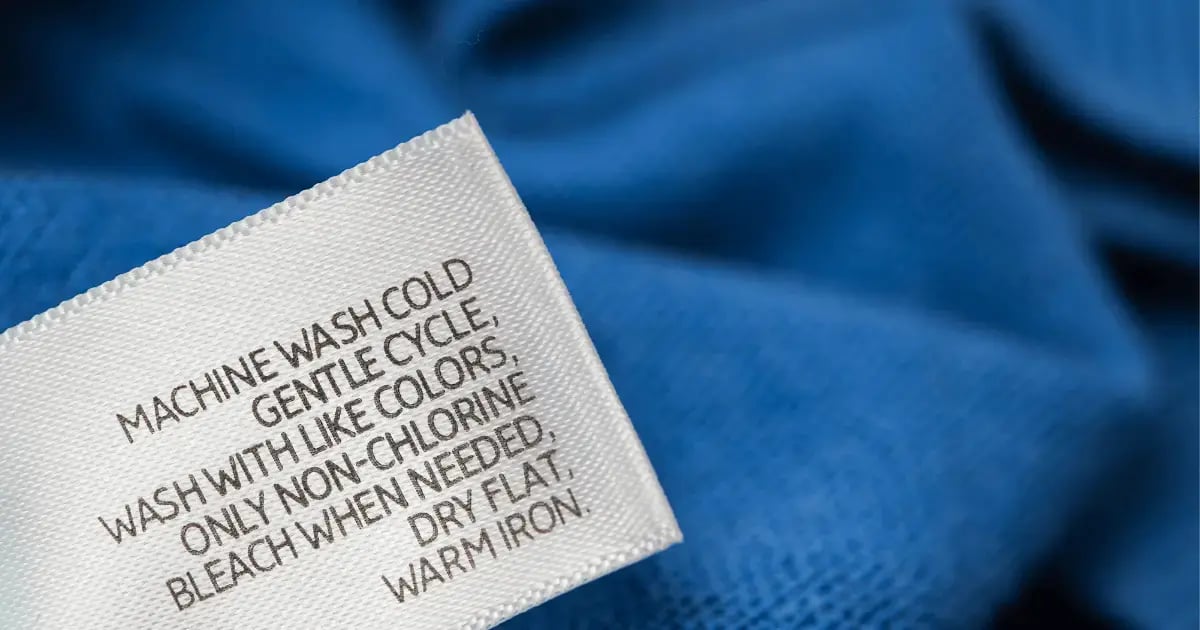 MACHINE WASH COLD
GENTLE CYCLE,
WASH WITH LIKE COLORS,
ONLY NON-CHLORINE
BLEACH WHEN NEEDED,
DRY FLAT,
WARM IRON.